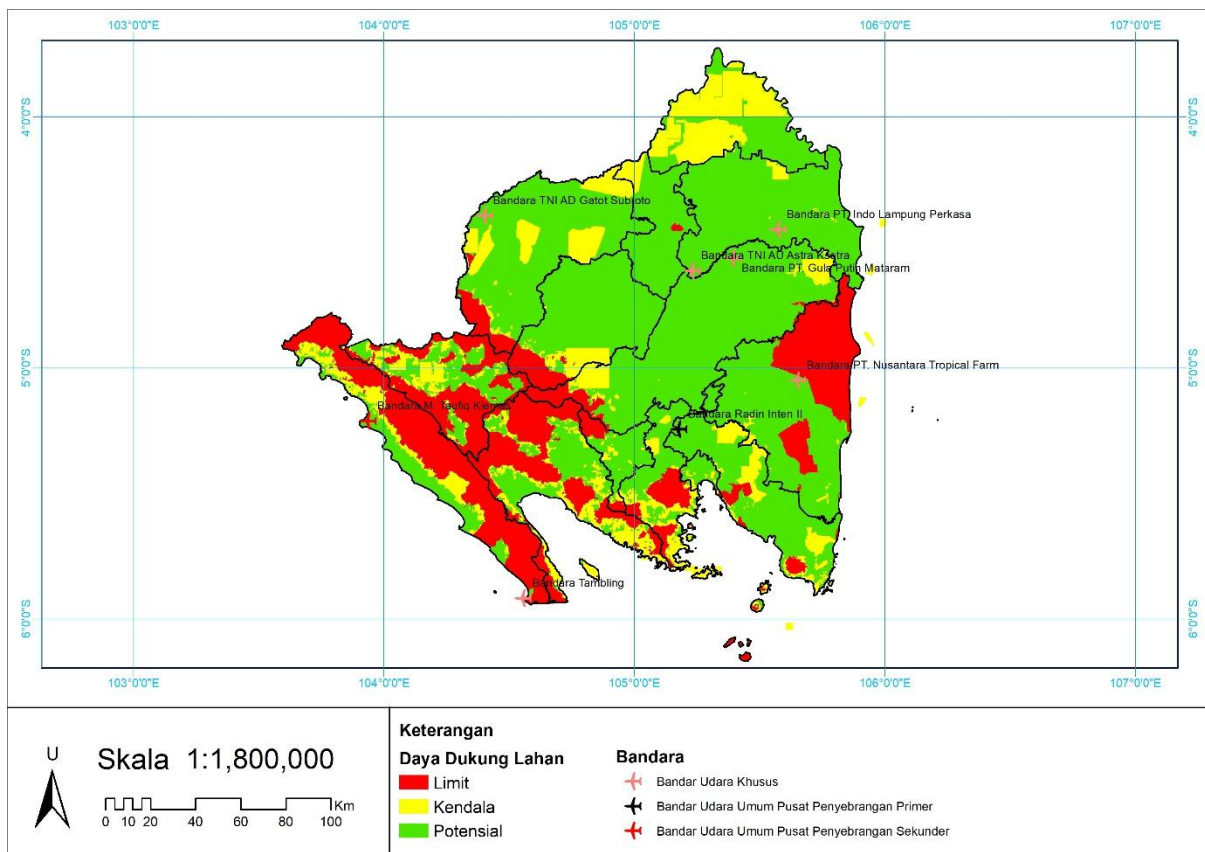 103°0'0"E 104°0'0"E 105°0'0"E 106°0'0"E 107°0'0"E
4°0'0"S 4°0'0"S
Bandara TNI AD Gatot Subroto
Bandara PT. Indo Lampung Perkasa
Bandara TNI AU Astra Ksetra
Bandara PT. Gula Putih Mataram
5°0'0"S 5°0'0"S
Bandara PT. Nusantara Tropical Farm
Bandara M. Taufiq Kiemas
Bandara Radin Inten II
Bandara Tambling
6°0'0"S 6°0'0"S
103°0'0"E 104°0'0"E 105°0'0"E 106°0'0"E 107°0'0"E
U
Skala 1:1,800,000
Km
0 10 20 40 60 80 100
Keterangan
Daya Dukung Lahan
Limit
Kendala
Potensial
Bandara
Bandar Udara Khusus
Bandar Udara Umum Pusat Penyebrangan Primer
Bandar Udara Umum Pusat Penyebrangan Sekunder